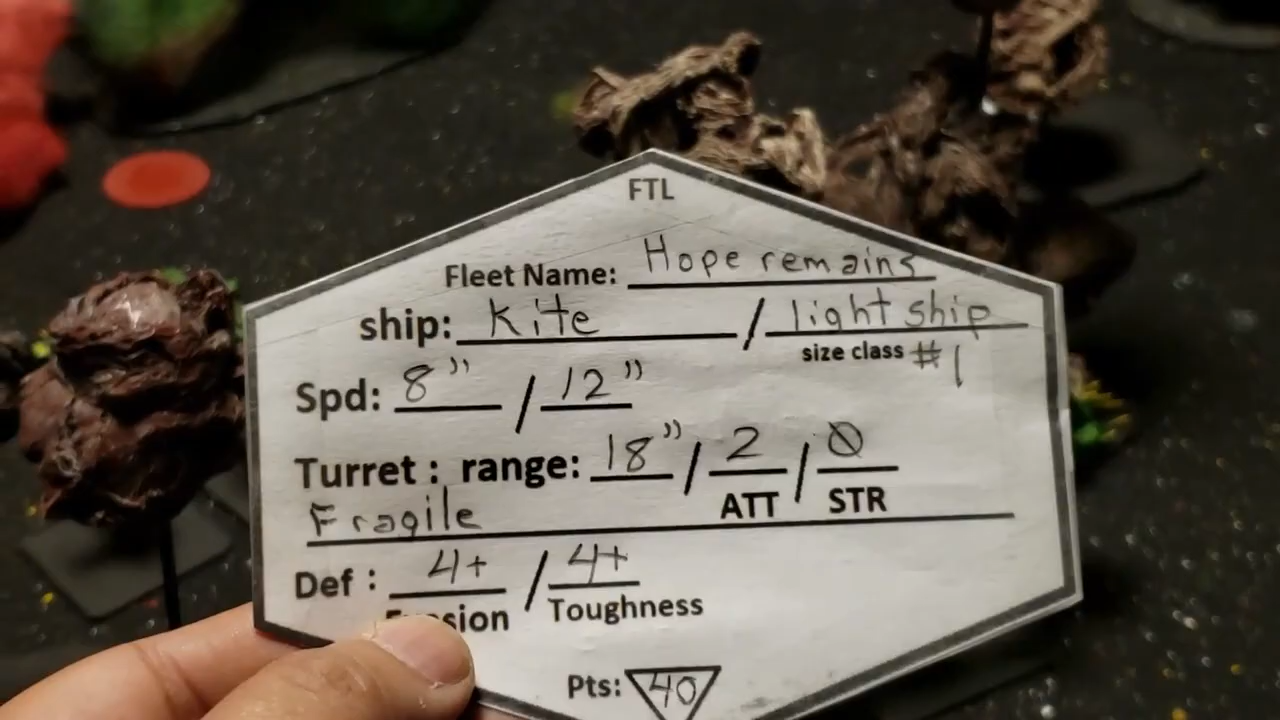 FTL
Fleet Name: Hope remains
ship: Kite / light ship
size class #1
Spd: 8" / 12"
Turret : range: 18" / 2 / 0
ATT STR
Fragile
Def : 4+ / 4+
Toughness
Pts: 40